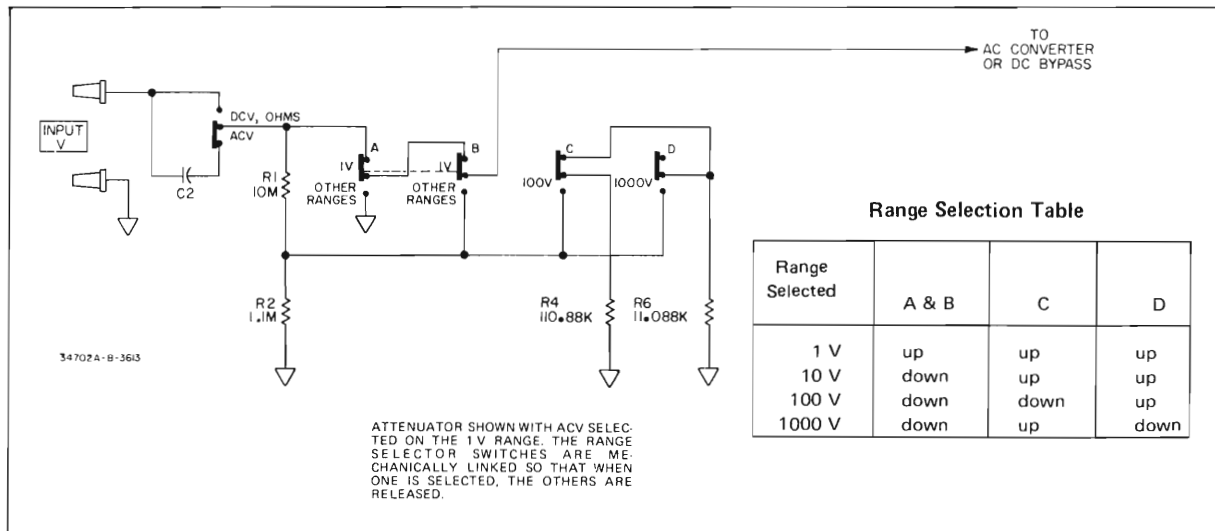 TO
AC CONVERTER
OR DC BYPASS
INPUT
V
DCV, OHMS
ACV
C2
R1
10M
A
1V
OTHER
RANGES
B
1V
OTHER
RANGES
C
100V
D
1000V
R2
1.1M
R4
110.88K
R6
11.088K
34702A-B-3613
ATTENUATOR SHOWN WITH ACV SELEC-
TED ON THE 1V RANGE. THE RANGE
SELECTOR SWITCHES ARE ME-
CHANICALLY LINKED SO THAT WHEN
ONE IS SELECTED, THE OTHERS ARE
RELEASED.
Range Selection Table
Range
Selected
A & B
C
D
1 V up up up
10 V down up up
100 V down down up
1000 V down up down